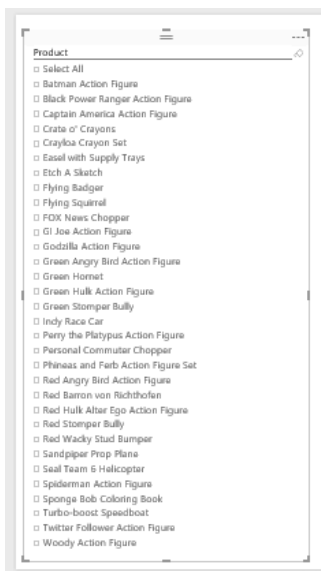 Product
Select All
Batman Action Figure
Black Power Ranger Action Figure
Captain America Action Figure
Crate o' Crayons
Crayloa Crayon Set
Easel with Supply Trays
Etch A Sketch
Flying Badger
Flying Squirrel
FOX News Chopper
GI Joe Action Figure
Godzilla Action Figure
Green Angry Bird Action Figure
Green Hornet
Green Hulk Action Figure
Green Stomper Bully
Indy Race Car
Perry the Platypus Action Figure
Personal Commuter Chopper
Phineas and Ferb Action Figure Set
Red Angry Bird Action Figure
Red Barron von Richthofen
Red Hulk Alter Ego Action Figure
Red Stomper Bully
Red Wacky Stud Bumper
Sandpiper Prop Plane
Seal Team 6 Helicopter
Spiderman Action Figure
Sponge Bob Coloring Book
Turbo-boost Speedboat
Twitter Follower Action Figure
Woody Action Figure